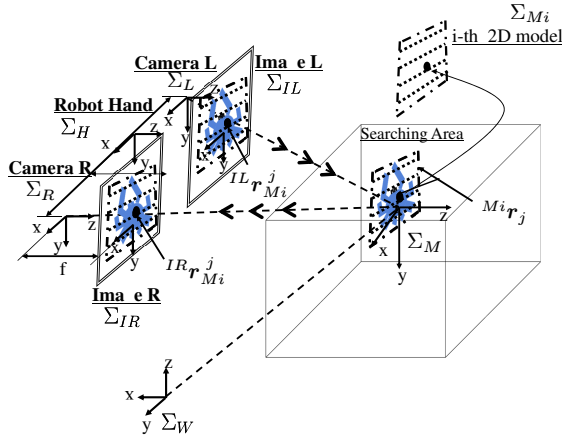 Σ_{Mi}
i-th 2D model
Camera L
Ima e L
Σ_L
z
Σ_{IL}
Robot Hand
x
y
Σ_H
z
x
y
Searching Area
x
y
Camera R
^{IL}r^j_{Mi}
Σ_R
^{Mi}r_j
z
z
x
y
x
y
^{IR}r^j_{Mi}
Σ_M
x
y
f
Ima e R
Σ_{IR}
z
x
y
Σ_W